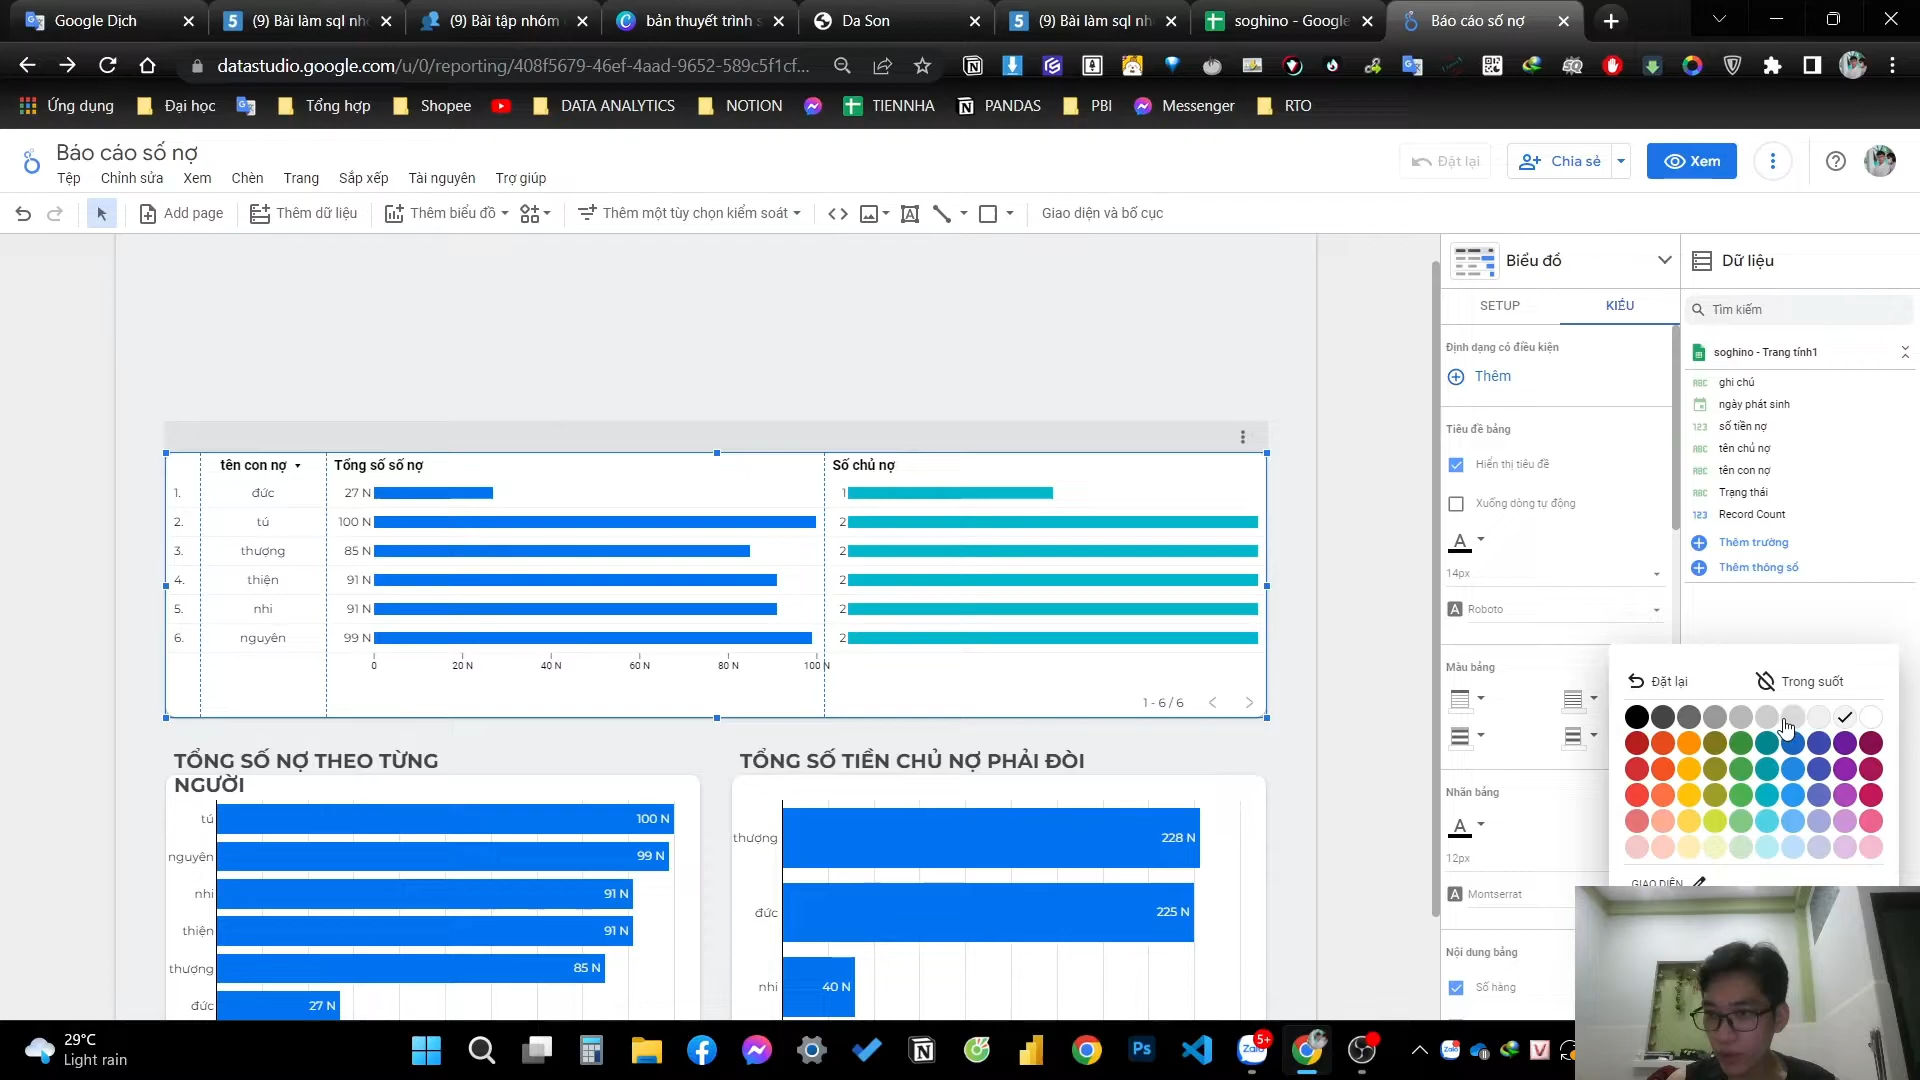 Google Dịch
(9) Bài làm sql nh
(9) Bài tập nhóm
bản thuyết trình s
Da Son
(9) Bài làm sql nh
soghino - Google
Báo cáo số nợ
datastudio.google.com/u/0/reporting/408f5679-46ef-4aad-9652-589c5f1cf...
Ứng dụng
Đại học
Tổng hợp
Shopee
DATA ANALYTICS
NOTION
TIENNHA
PANDAS
PBI
Messenger
RTO
Báo cáo số nợ
Tệp Chỉnh sửa Xem Chèn Trang Sắp xếp Tài nguyên Trợ giúp
Đặt lại
Chia sẻ
Xem
Add page
Thêm dữ liệu
Thêm biểu đồ
Thêm một tùy chọn kiểm soát
Giao diện và bố cục
tên con nợ Tổng số số nợ Số chủ nợ
1. đức 27 N 1
2. tú 100 N 2
3. thượng 85 N 2
4. thiện 91 N 2
5. nhi 91 N 2
6. nguyên 99 N 2
0 20 N 40 N 60 N 80 N 100 N
1 - 6 / 6
TỔNG SỐ NỢ THEO TỪNG
NGƯỜI
tú 100 N
nguyên 99 N
nhi 91 N
thiện 91 N
thượng 85 N
đức 27 N
TỔNG SỐ TIỀN CHỦ NỢ PHẢI ĐÒI
thượng 228 N
đức 225 N
nhi 40 N
Biểu đồ
SETUP
KIỂU
Định dạng có điều kiện
Thêm
Tiêu đề bảng
Hiển thị tiêu đề
Xuống dòng tự động
A
14px
A Roboto
Màu bảng
Nhãn bảng
A
12px
A Montserrat
Nội dung bảng
Số hàng
Dữ liệu
Tìm kiếm
soghino - Trang tính1
ABC ghi chú
ngày phát sinh
123 số tiền nợ
ABC tên chủ nợ
ABC tên con nợ
ABC Trạng thái
123 Record Count
Thêm trường
Thêm thông số
Đặt lại
Trong suốt
GIAO DIỆN
29°C
Light rain
Ps
Zalo
5+